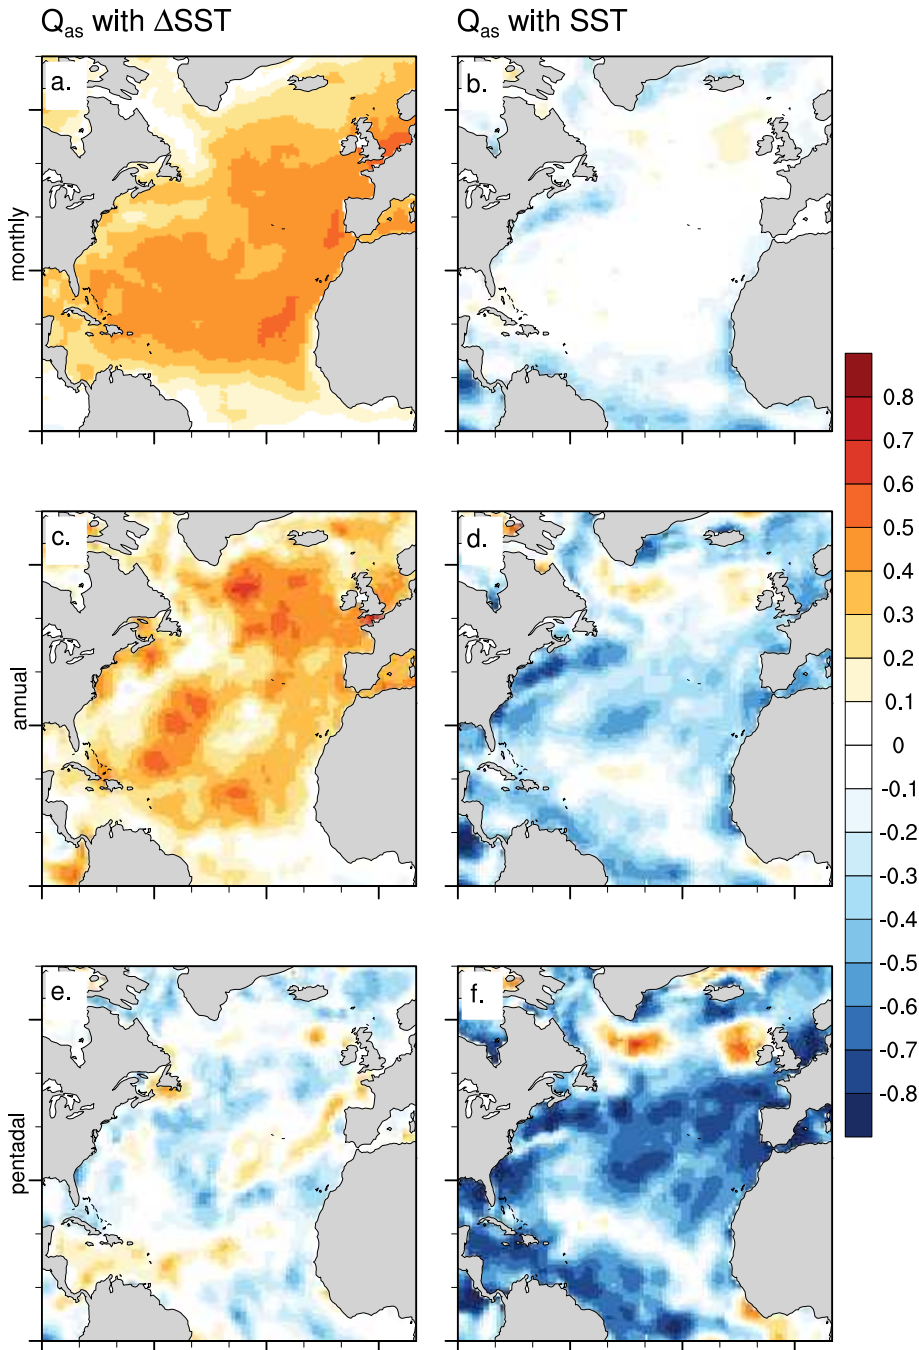 Qas with ΔSST
Qas with SST
a.
b.
monthly
c.
d.
annual
e.
f.
pentadal
0.8
0.7
0.6
0.5
0.4
0.3
0.2
0.1
0
-0.1
-0.2
-0.3
-0.4
-0.5
-0.6
-0.7
-0.8